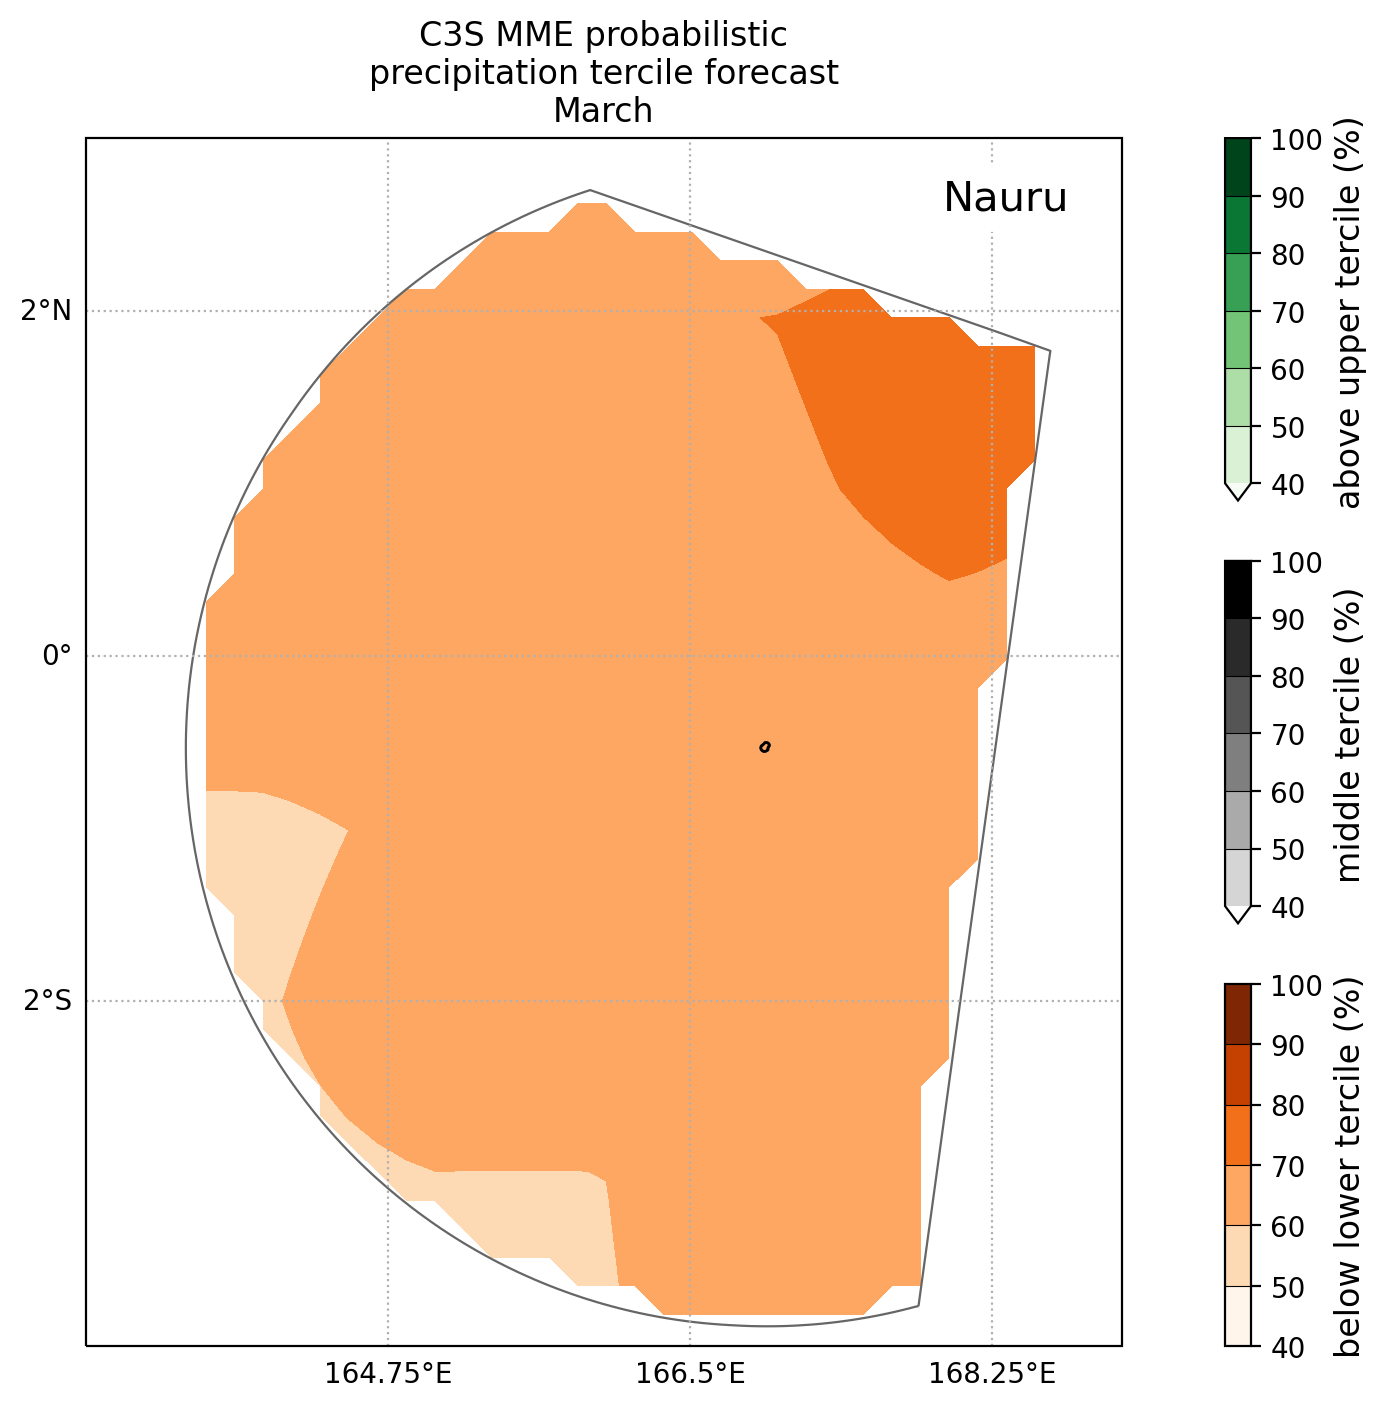 C3S MME probabilistic
precipitation tercile forecast
March
Nauru
2°N
0°
2°S
164.75°E
166.5°E
168.25°E
100
90
80
70
60
50
40
above upper tercile (%)
100
90
80
70
60
50
40
middle tercile (%)
100
90
80
70
60
50
40
below lower tercile (%)